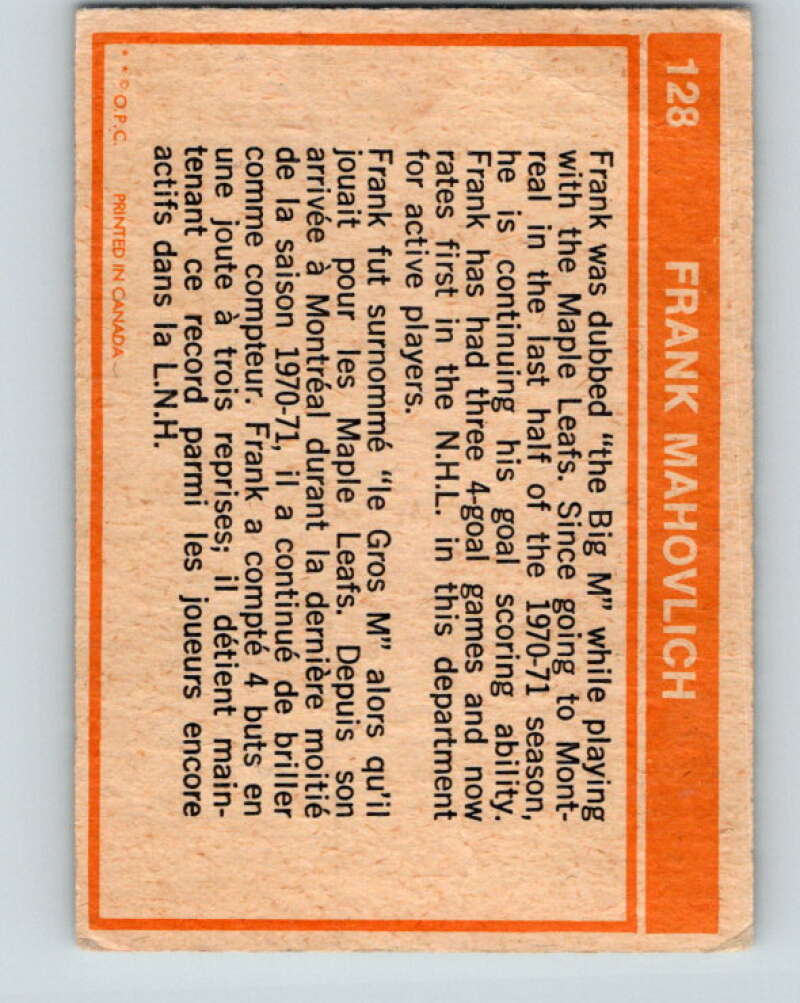 128 FRANK MAHOVLICH
Frank was dubbed “the Big M” while playing
with the Maple Leafs. Since going to Mont-
real in the last half of the 1970-71 season,
he is continuing his goal scoring ability.
Frank has had three 4-goal games and now
rates first in the N.H.L. in this department
for active players.
Frank fut surnommé “le Gros M” alors qu’il
jouait pour les Maple Leafs. Depuis son
arrivée à Montréal durant la dernière moitié
de la saison 1970-71, il a continué de briller
comme compteur. Frank a compté 4 buts en
une joute à trois reprises; il détient main-
tenant ce record parmi les joueurs encore
actifs dans la L.N.H.
* * © O.P.C. PRINTED IN CANADA